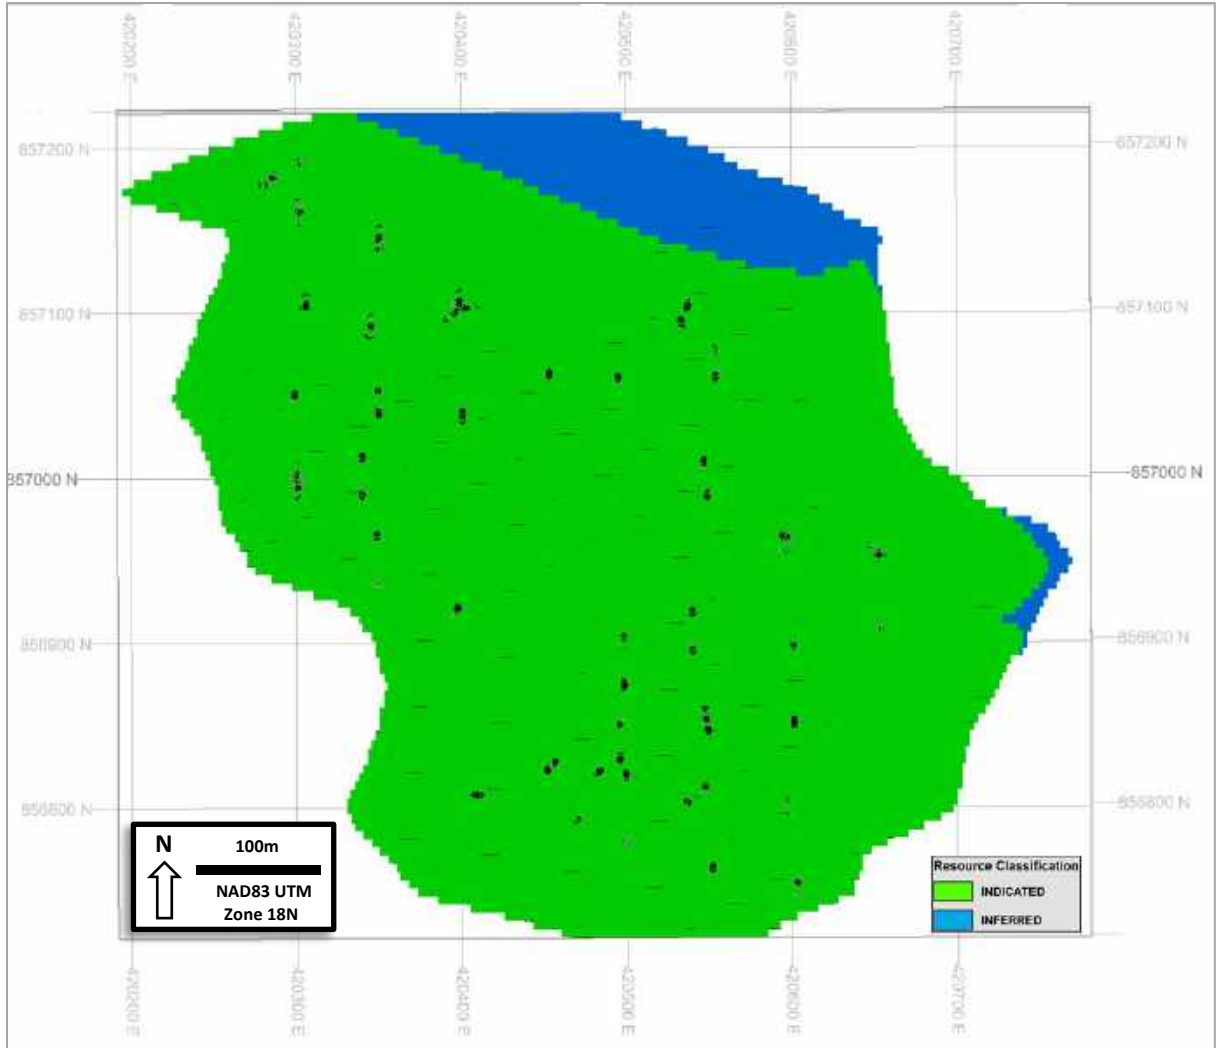 420200 E
420300 E
420400 E
420500 E
420600 E
420700 E
857200 N
857200 N
857100 N
857100 N
857000 N
857000 N
856900 N
856900 N
856800 N
856800 N
N
100m
NAD83 UTM
Zone 18N
Resource Classification
INDICATED
INFERRED
420200 E
420300 E
420400 E
420500 E
420600 E
420700 E